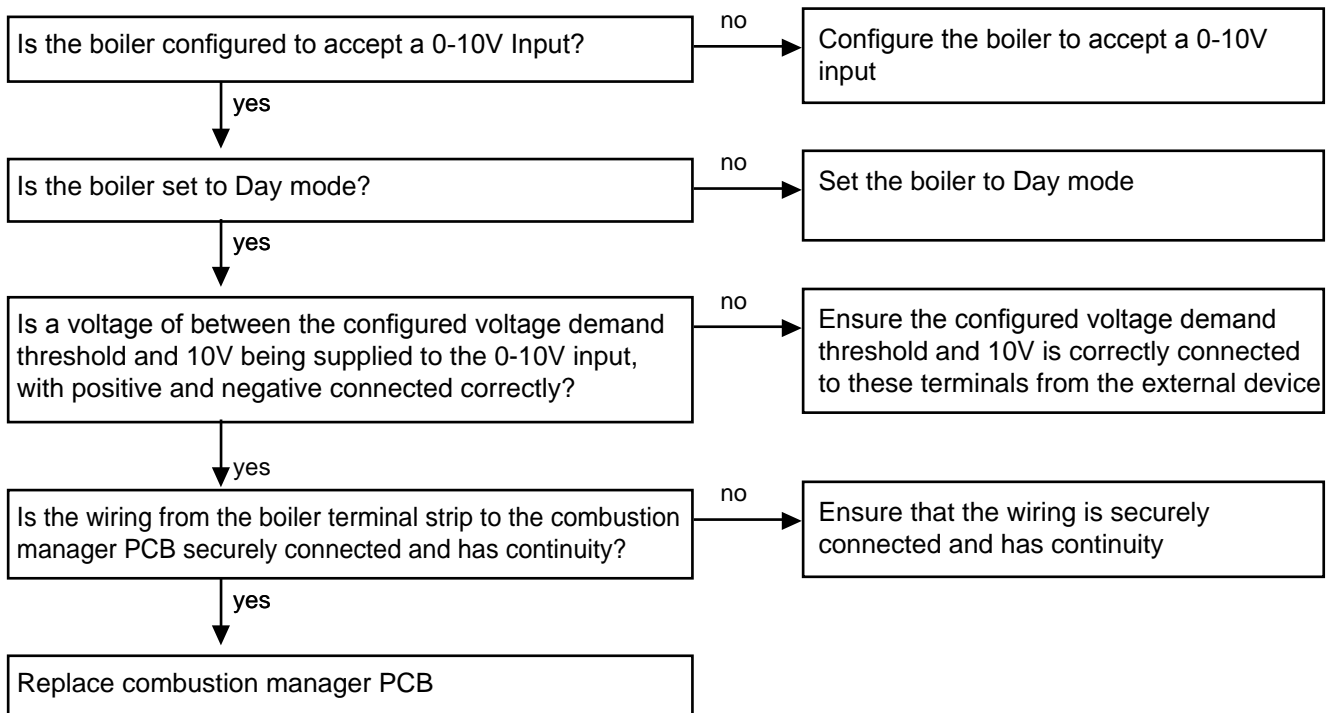 Is the boiler configured to accept a 0-10V Input?
no
Configure the boiler to accept a 0-10V
input
yes
Is the boiler set to Day mode?
no
Set the boiler to Day mode
yes
Is a voltage of between the configured voltage demand
threshold and 10V being supplied to the 0-10V input,
with positive and negative connected correctly?
no
Ensure the configured voltage demand
threshold and 10V is correctly connected
to these terminals from the external device
yes
Is the wiring from the boiler terminal strip to the combustion
manager PCB securely connected and has continuity?
no
Ensure that the wiring is securely
connected and has continuity
yes
Replace combustion manager PCB